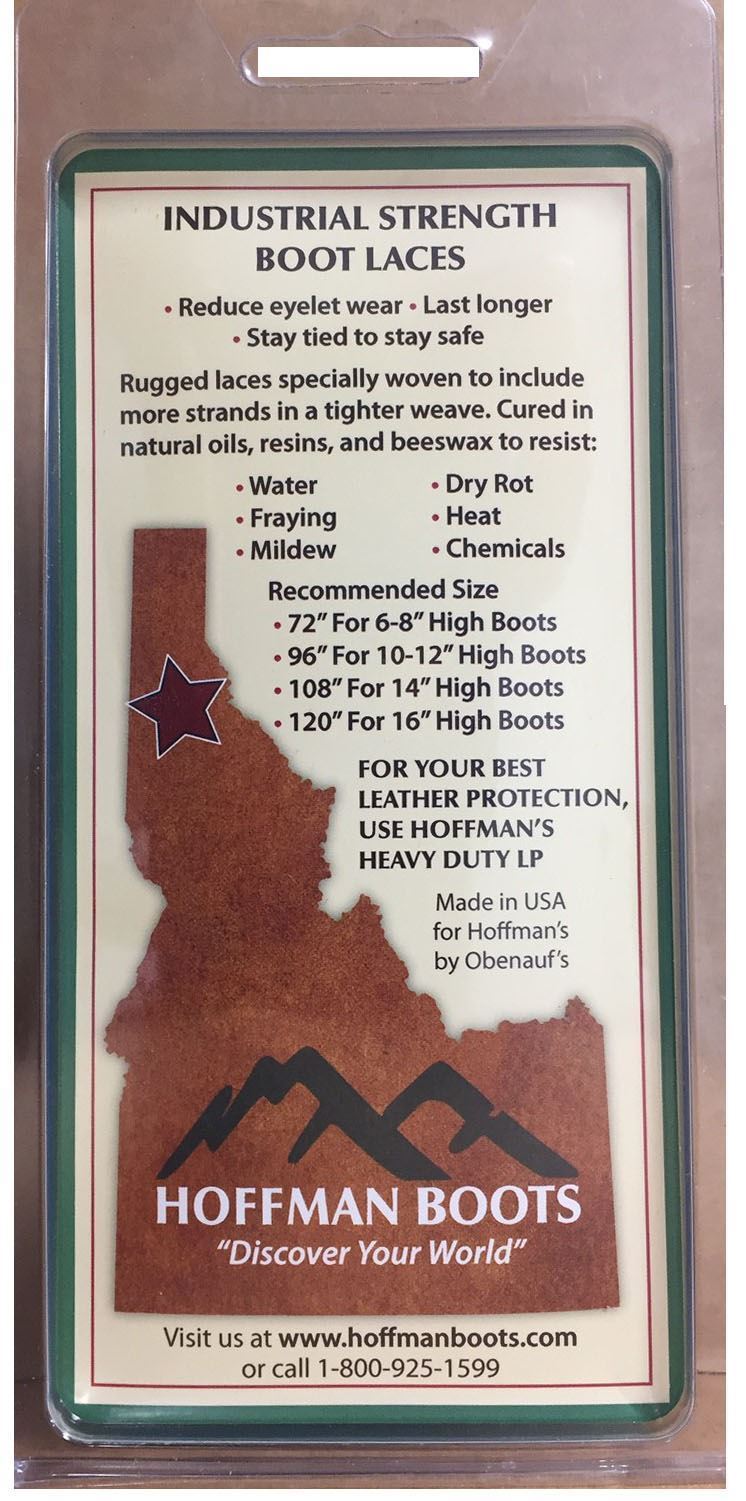 INDUSTRIAL STRENGTH
BOOT LACES
• Reduce eyelet wear • Last longer
• Stay tied to stay safe
Rugged laces specially woven to include
more strands in a tighter weave. Cured in
natural oils, resins, and beeswax to resist:
• Water
• Fraying
• Mildew
• Dry Rot
• Heat
• Chemicals
Recommended Size
• 72” For 6-8” High Boots
• 96” For 10-12” High Boots
• 108” For 14” High Boots
• 120” For 16” High Boots
FOR YOUR BEST
LEATHER PROTECTION,
USE HOFFMAN’S
HEAVY DUTY LP
Made in USA
for Hoffman’s
by Obenauf’s
HOFFMAN BOOTS
“Discover Your World”
Visit us at www.hoffmanboots.com
or call 1-800-925-1599